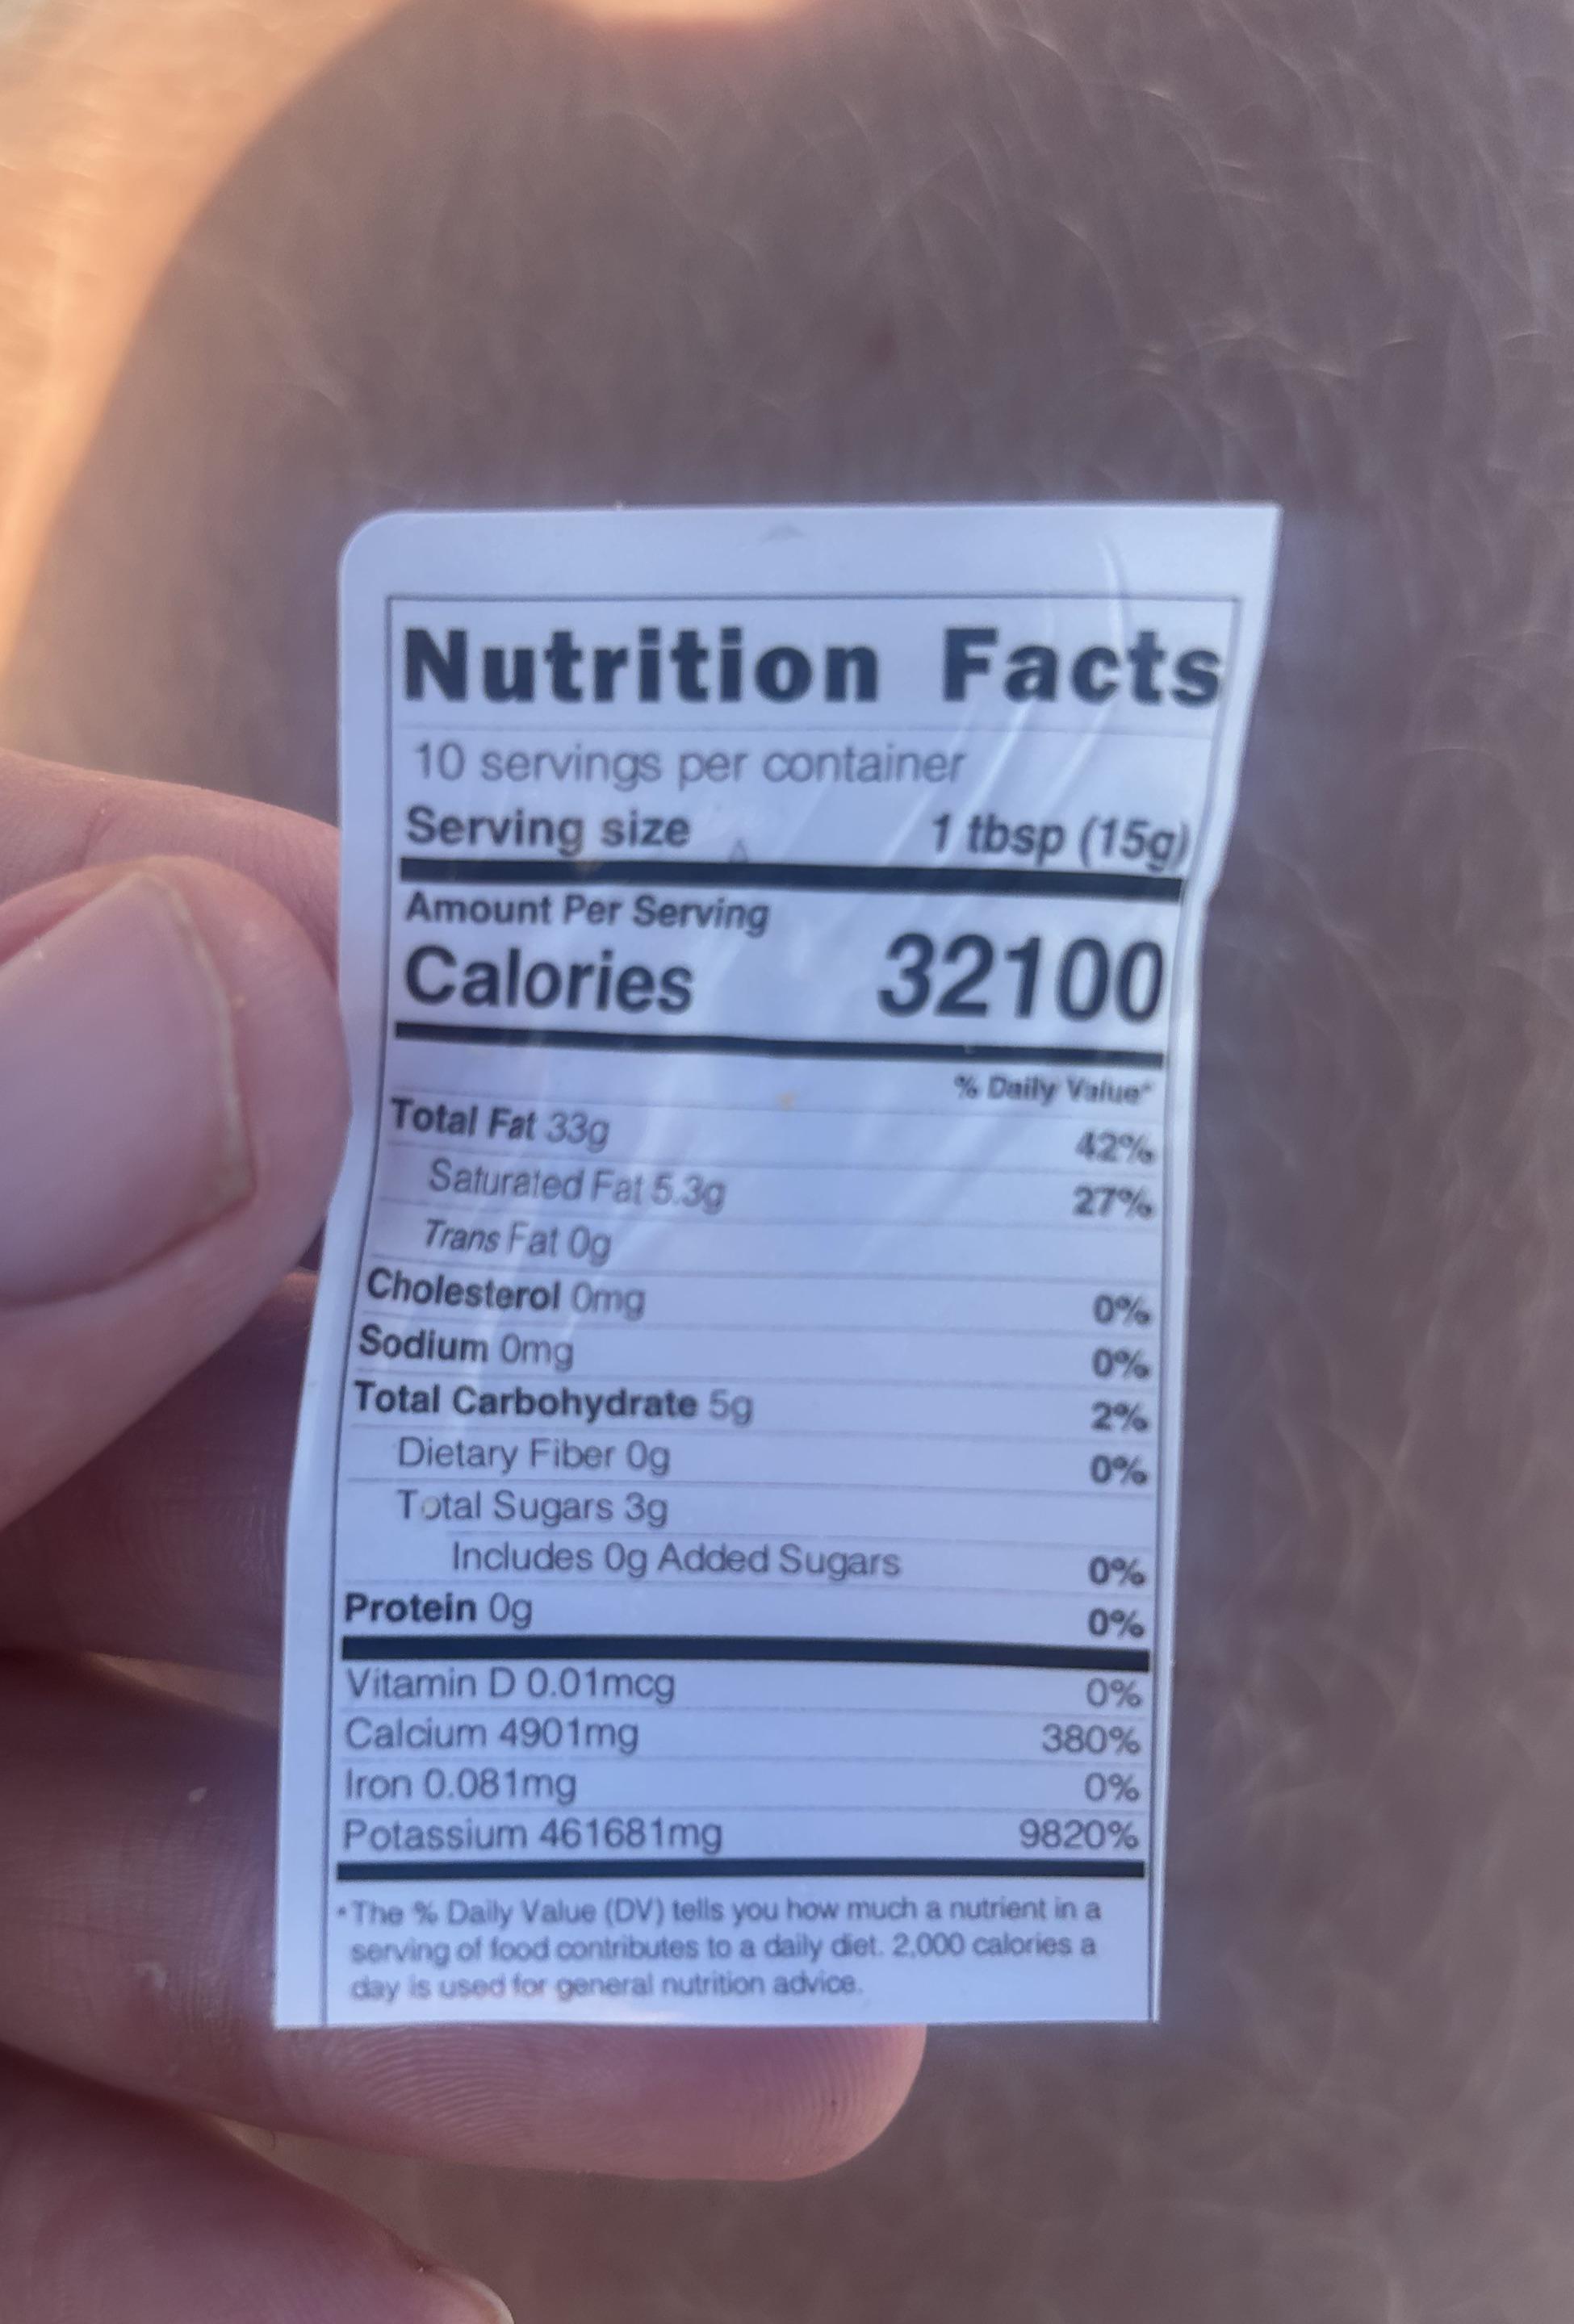 Nutrition Facts
10 servings per container
Serving size 1 tbsp (15g)
Amount Per Serving
Calories 32100
% Daily Value*
Total Fat 33g 42%
Saturated Fat 5.3g 27%
Trans Fat 0g
Cholesterol 0mg 0%
Sodium 0mg 0%
Total Carbohydrate 5g 2%
Dietary Fiber 0g 0%
Total Sugars 3g
Includes 0g Added Sugars 0%
Protein 0g 0%
Vitamin D 0.01mcg 0%
Calcium 4901mg 380%
Iron 0.081mg 0%
Potassium 461681mg 9820%
*The % Daily Value (DV) tells you how much a nutrient in a
serving of food contributes to a daily diet. 2,000 calories a
day is used for general nutrition advice.